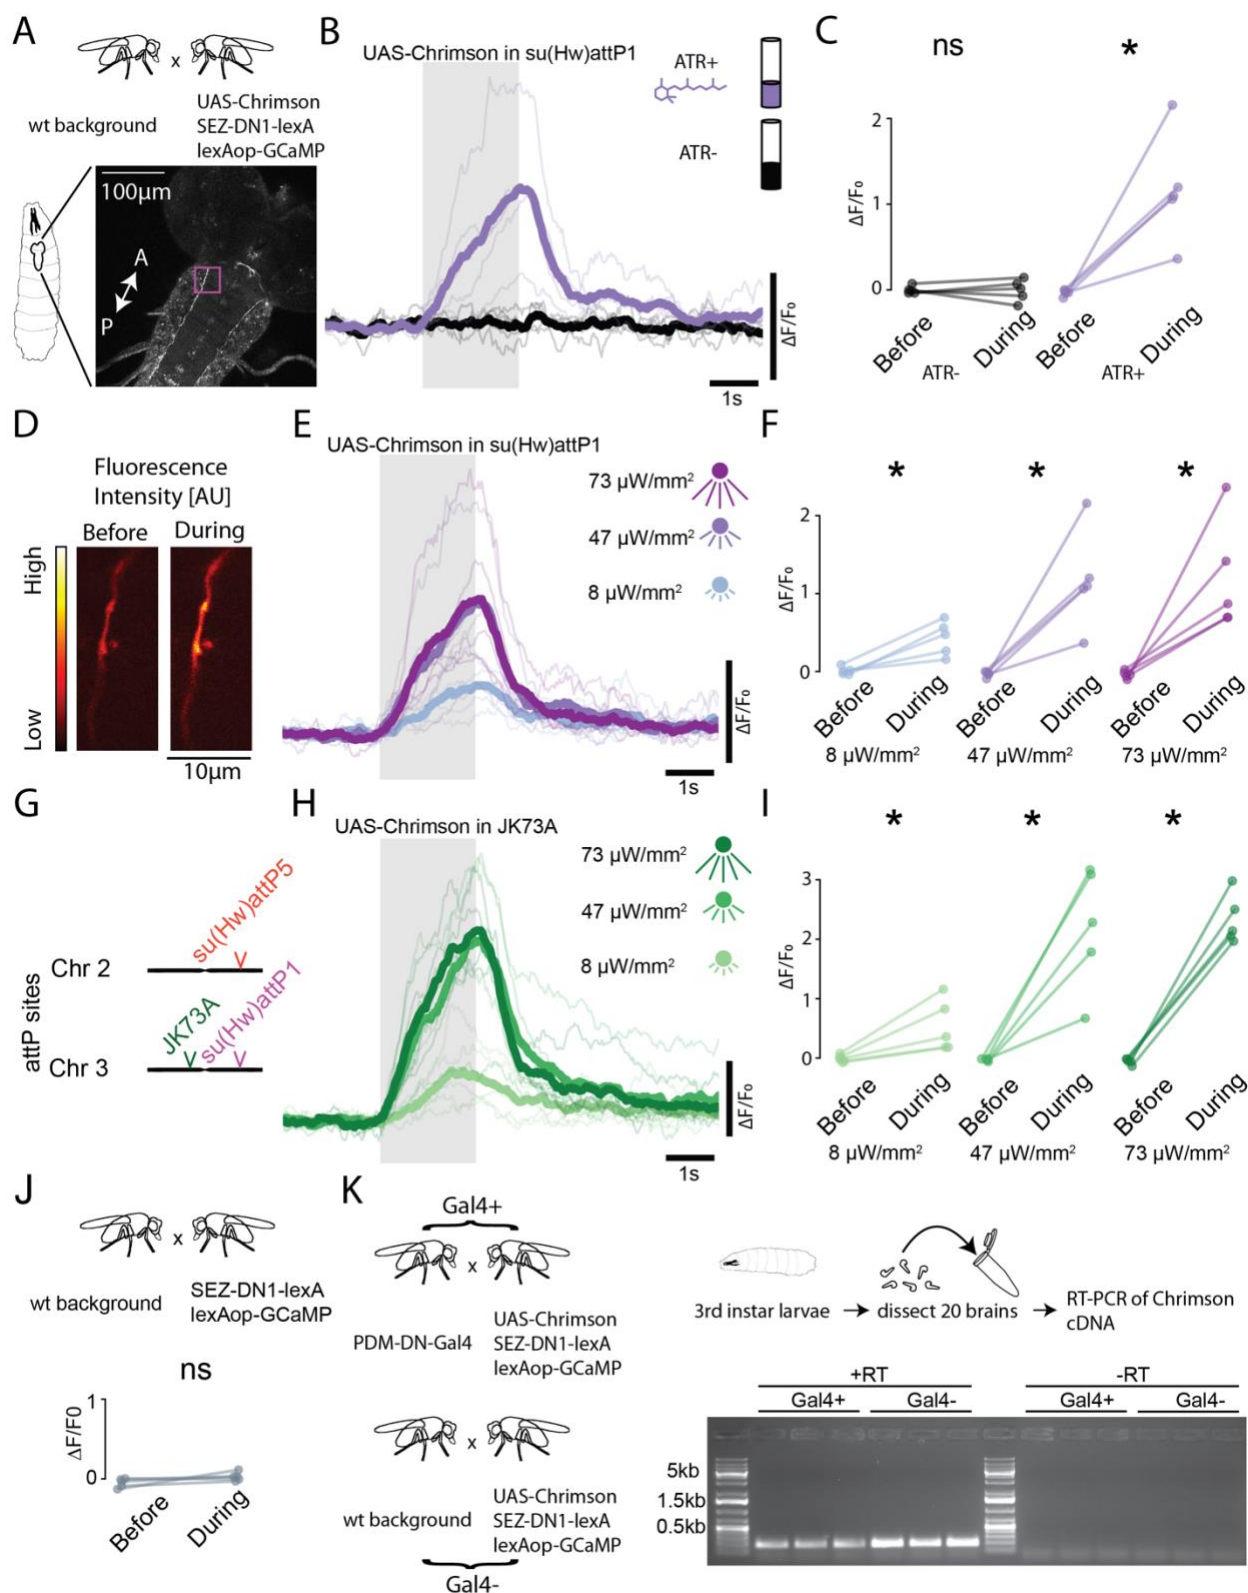 A
x
wt background
UAS-Chrimson
SEZ-DN1-lexA
lexAop-GCaMP
100µm
A
P
B
UAS-Chrimson in su(Hw)attP1
ATR+
ATR-
ΔF/F₀
1s
C
ns
*
2
1
0
ΔF/F₀
Before
During
Before
During
ATR-
ATR+
D
Fluorescence
Intensity [AU]
Before
During
High
Low
10µm
E
UAS-Chrimson in su(Hw)attP1
73 µW/mm²
47 µW/mm²
8 µW/mm²
ΔF/F₀
1s
F
*
*
*
2
1
0
ΔF/F₀
Before
During
Before
During
Before
During
8 µW/mm²
47 µW/mm²
73 µW/mm²
G
attP sites
su(Hw)attP5
Chr 2
JK73A
su(Hw)attP1
Chr 3
H
UAS-Chrimson in JK73A
73 µW/mm²
47 µW/mm²
8 µW/mm²
ΔF/F₀
1s
I
*
*
*
3
2
1
0
ΔF/F₀
Before
During
Before
During
Before
During
8 µW/mm²
47 µW/mm²
73 µW/mm²
J
x
wt background
SEZ-DN1-lexA
lexAop-GCaMP
ns
1
0
ΔF/F0
Before
During
K
Gal4+
x
PDM-DN-Gal4
UAS-Chrimson
SEZ-DN1-lexA
lexAop-GCaMP
x
wt background
UAS-Chrimson
SEZ-DN1-lexA
lexAop-GCaMP
Gal4-
3rd instar larvae
dissect 20 brains
RT-PCR of Chrimson
cDNA
+RT
-RT
Gal4+
Gal4-
Gal4+
Gal4-
5kb
1.5kb
0.5kb